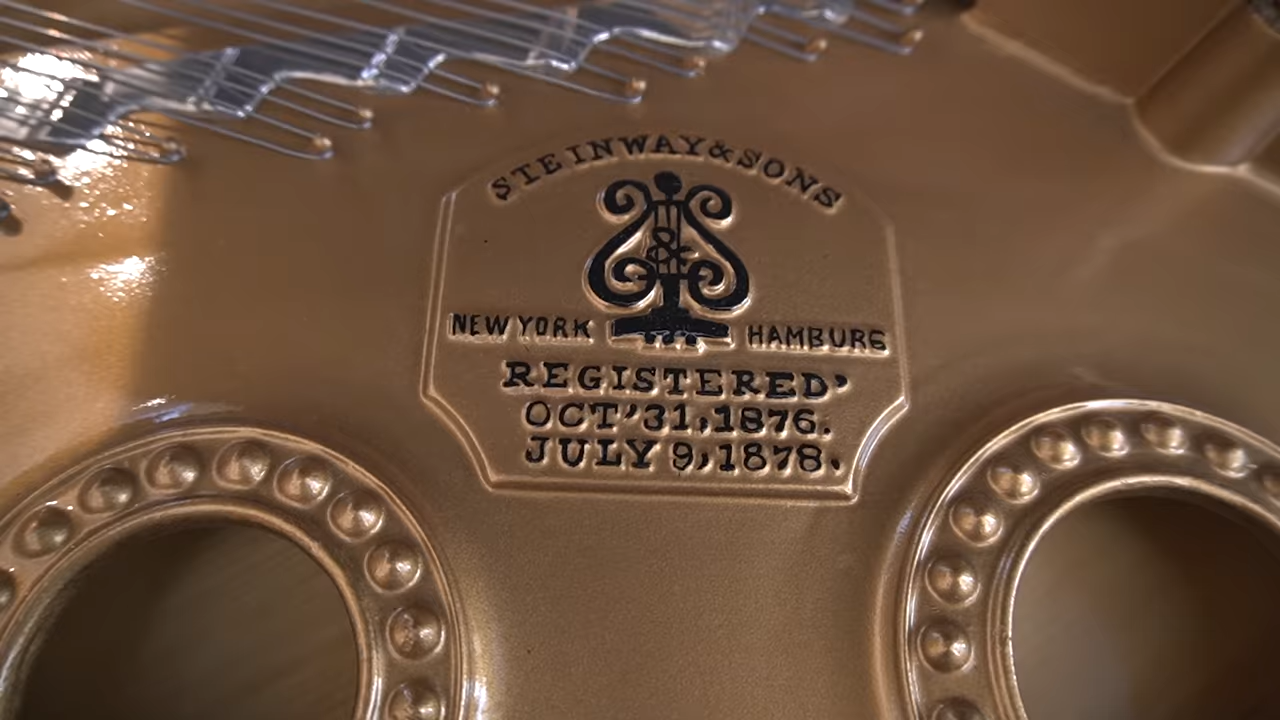 STEINWAY&SONS
&
NEW YORK HAMBURG
REGISTERED'
OCT'31,1876.
JULY 9,1878.